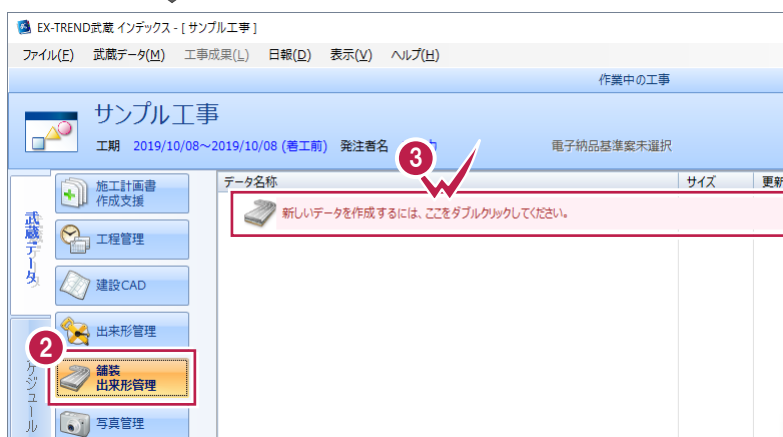 EX-TREND武蔵 インデックス - [ サンプル工事 ]
ファイル(F) 武蔵データ(M) 工事成果(L) 日報(D) 表示(V) ヘルプ(H)
作業中の工事
サンプル工事
工期 2019/10/08～2019/10/08 (着工前) 発注者名 電子納品基準案未選択
3
データ名称 サイズ 更新
新しいデータを作成するには、ここをダブルクリックしてください。
武蔵データ
施工計画書
作成支援
工程管理
建設CAD
出来形管理
2
舗装
出来形管理
写真管理
ケジュール